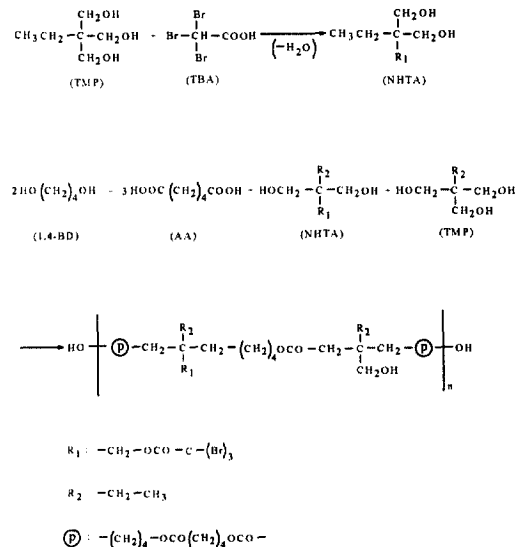 CH₂OH CH₂OH
CH₃CH₂-C-CH₂OH - Br-C-COOH (-H₂O) CH₃CH₂-C-CH₂OH
CH₂OH Br Br R₁
(TMP) (TBA) (NHTA)
R₂ R₂
2HO(CH₂)₄OH - 3HOOC(CH₂)₄COOH - HOCH₂-C-CH₂OH - HOCH₂-C-CH₂OH
R₁ CH₂OH
(1,4-BD) (AA) (NHTA) (TMP)
R₂ R₂
HO P-CH₂-C-CH₂-(CH₂)₄OCO-CH₂-C-CH₂-P OH
R₁ CH₂OH n
R₁: -CH₂-OCO-C-(Br)₃
R₂ -CH₂-CH₃
P: -(CH₂)₄-OCO(CH₂)₄OCO-